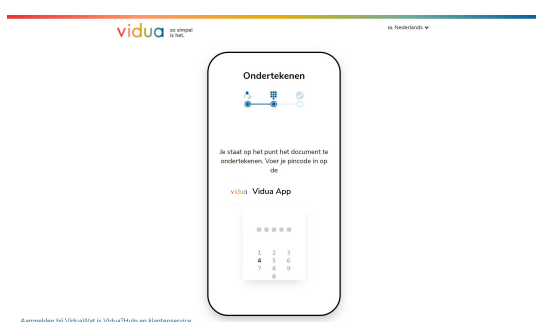 vidua zo simpel
is het.
Nederlands
Ondertekenen
Je staat op het punt het document te
ondertekenen. Voer je pincode in op
de
vidua Vidua App
1 2 3
4 5 6
7 8 9
0
Aanmelden bij ViduaWat is Vidua?Hulp en klantenservice